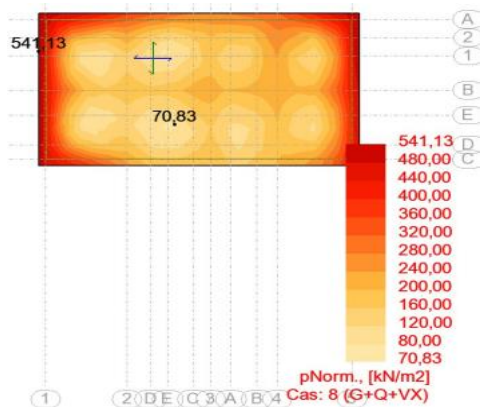 A
2
1
541,13
B
70,83
E
D
C
541,13
480,00
440,00
400,00
360,00
320,00
280,00
240,00
200,00
160,00
120,00
80,00
70,83
pNorm., [kN/m2]
Cas: 8 (G+Q+VX)
1 2 D E C 3 A B 4